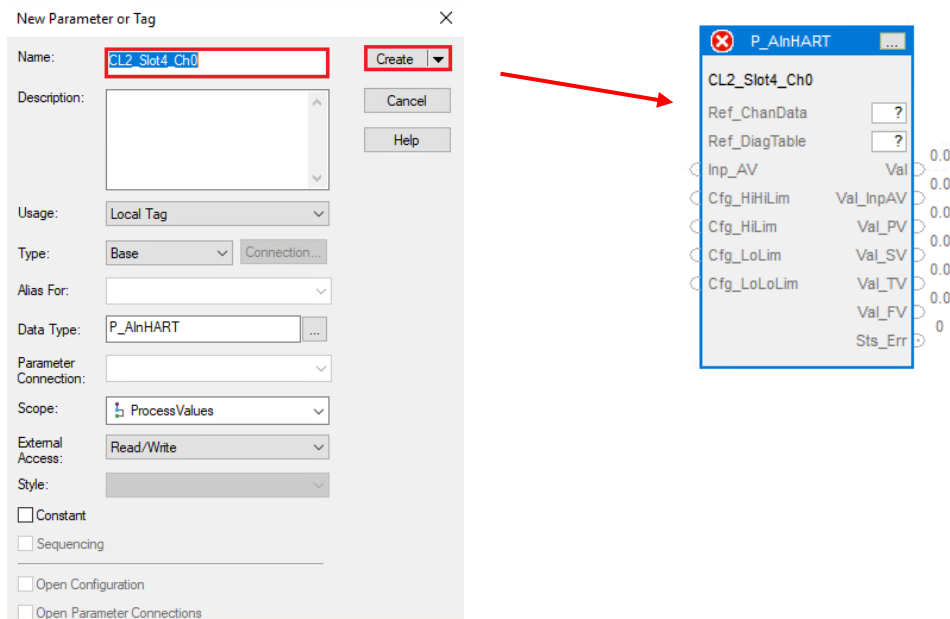 New Parameter or Tag
Name:
CL2_Slot4_Ch0
Create
Description:
Cancel
Help
Usage:
Local Tag
Type:
Base
Connection...
Alias For:
Data Type:
P_AInHART
...
Parameter
Connection:
Scope:
ProcessValues
External
Access:
Read/Write
Style:
Constant
Sequencing
Open Configuration
Open Parameter Connections
P_AInHART
...
CL2_Slot4_Ch0
Ref_ChanData ?
Ref_DiagTable ?
0.0
Inp_AV Val
0.0
Cfg_HiHiLim Val_InpAV
0.0
Cfg_HiLim Val_PV
0.0
Cfg_LoLim Val_SV
0.0
Cfg_LoLoLim Val_TV
0.0
Val_FV
0
Sts_Err